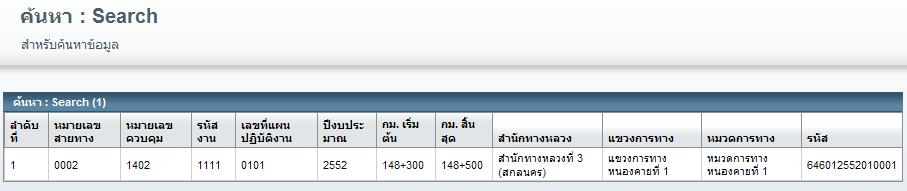 ค้นหา : Search
สำหรับค้นหาข้อมูล
ค้นหา : Search (1)
ลำดับที่ หมายเลขสายทาง หมายเลขควบคุม รหัสงาน เลขที่แผนปฏิบัติงาน ปีงบประมาณ กม. เริ่มต้น กม. สิ้นสุด สำนักทางหลวง แขวงการทาง หมวดการทาง รหัส
1 0002 1402 1111 0101 2552 148+300 148+500 สำนักทางหลวงที่ 3 (สกลนคร) แขวงการทางหนองคายที่ 1 หมวดการทางหนองคายที่ 1 646012552010001